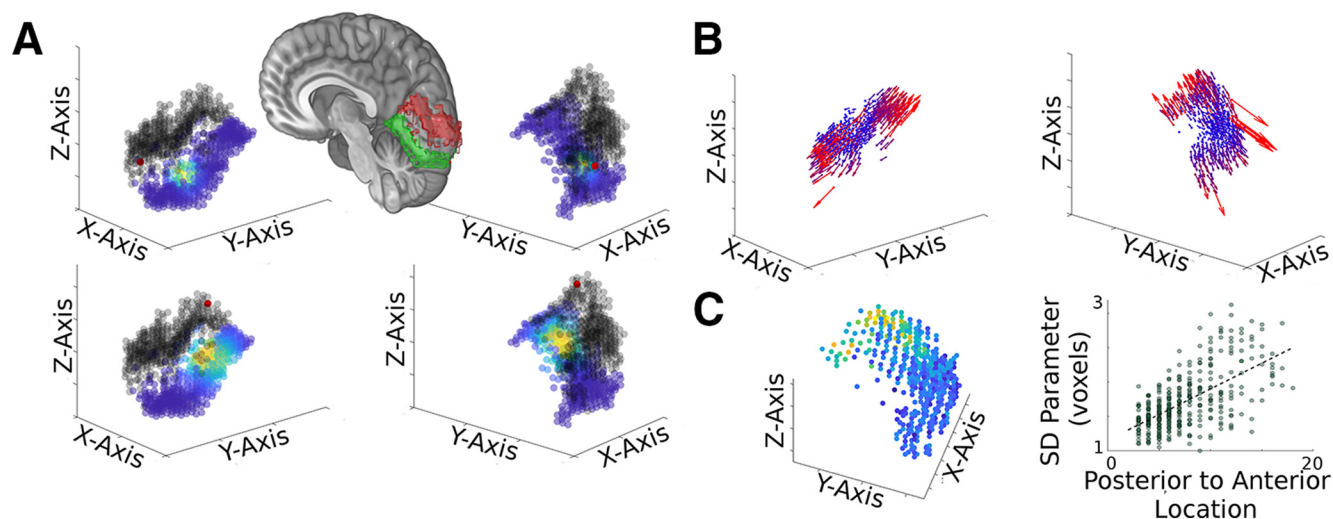 A
Z-Axis
X-Axis
Y-Axis
Y-Axis
X-Axis
Z-Axis
X-Axis
Y-Axis
Z-Axis
Y-Axis
X-Axis
B
Z-Axis
X-Axis
Y-Axis
Z-Axis
Y-Axis
X-Axis
C
Z-Axis
Y-Axis
X-Axis
SD Parameter
(voxels)
3
1
0
20
Posterior to Anterior
Location